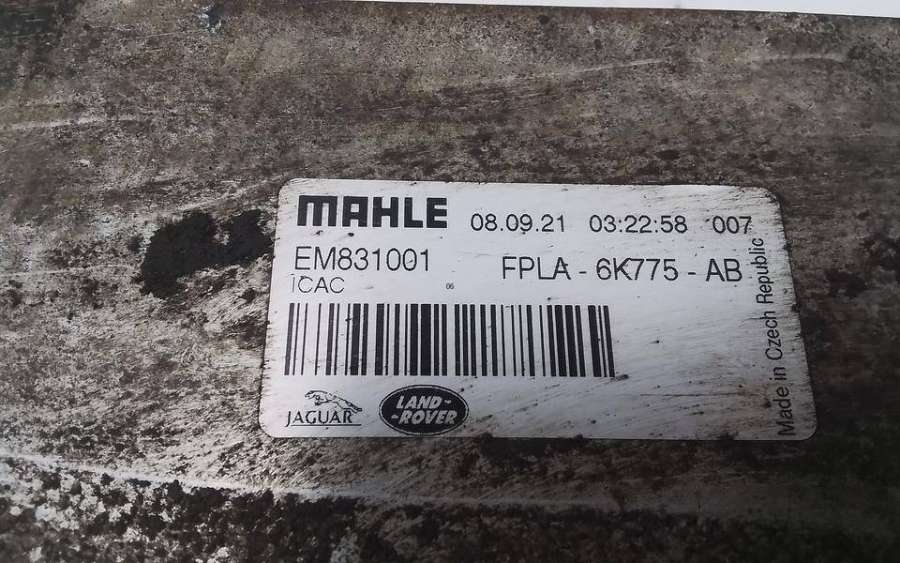 MAHLE 08.09.21 03:22:58 007
EM831001 FPLA - 6K775 - AB
ICAC 06
JAGUAR
LAND-
-ROVER
Made in Czech Republic